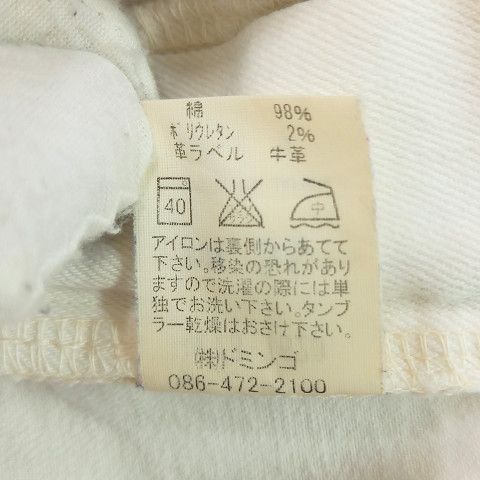 綿 98%
ポリウレタン 2%
革ラベル 牛革
40 中
アイロンは裏側からあてて
下さい。移染の恐れがあり
ますので洗濯の際には単
独でお洗い下さい。タンブ
ラー乾燥はおさけ下さい。
㈱ドミンゴ
086-472-2100